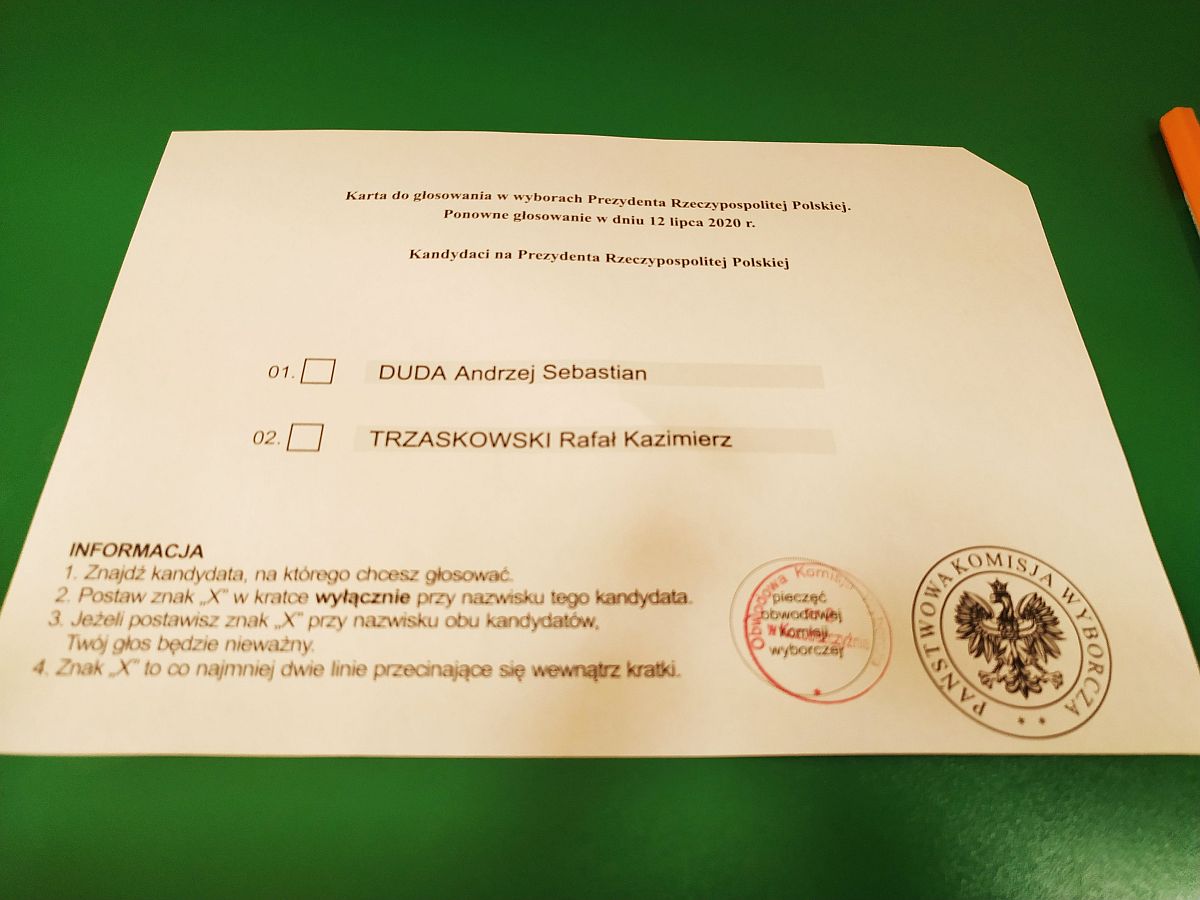 Karta do głosowania w wyborach Prezydenta Rzeczypospolitej Polskiej.
Ponowne głosowanie w dniu 12 lipca 2020 r.
Kandydaci na Prezydenta Rzeczypospolitej Polskiej
01. DUDA Andrzej Sebastian
02. TRZASKOWSKI Rafał Kazimierz
INFORMACJA
1. Znajdź kandydata, na którego chcesz głosować.
2. Postaw znak „X” w kratce wyłącznie przy nazwisku tego kandydata.
3. Jeżeli postawisz znak „X” przy nazwisku obu kandydatów,
Twój głos będzie nieważny.
4. Znak „X” to co najmniej dwie linie przecinające się wewnątrz kratki.
pieczęć
obwodowej
komisji
wyborczej
Obwodowa Komisja
PAŃSTWOWA KOMISJA WYBORCZA